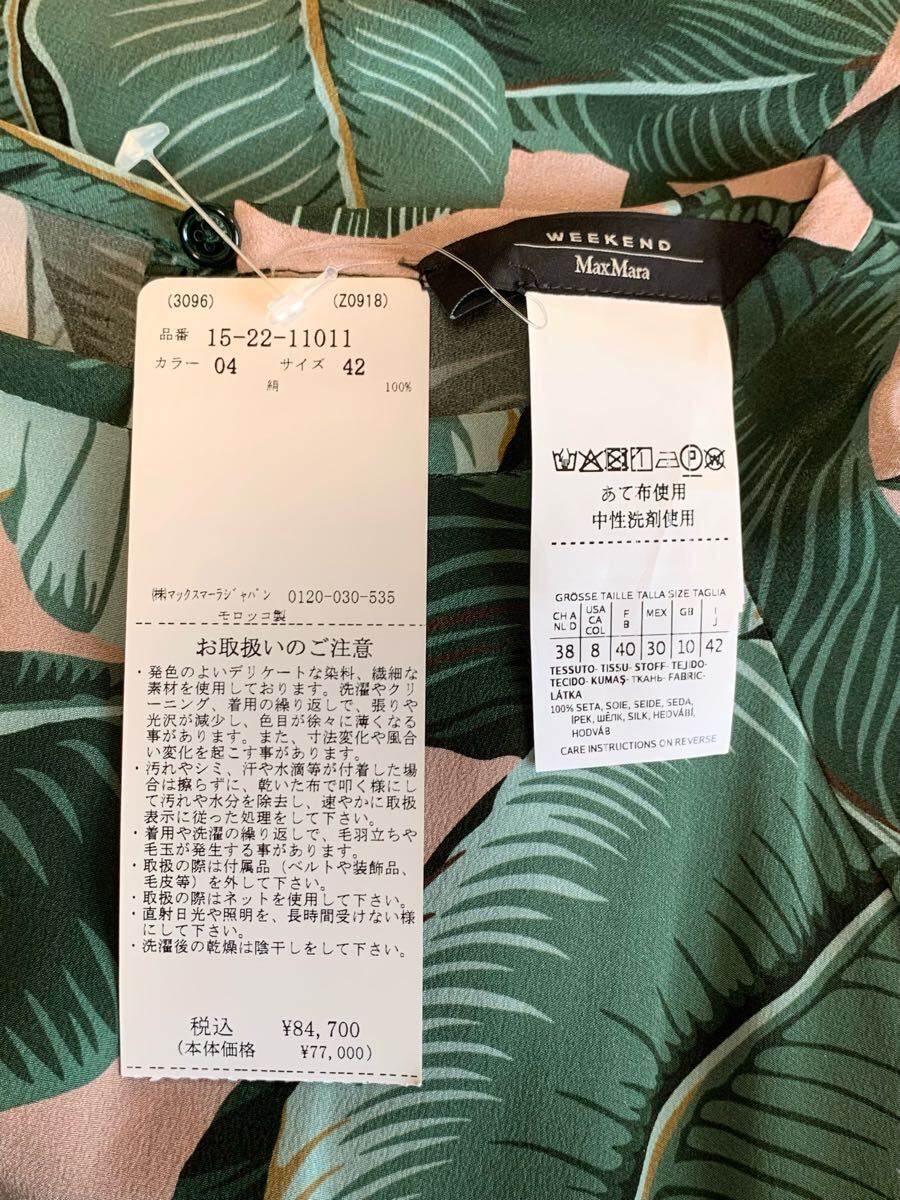 WEEKEND
MaxMara
(3096) (Z0918)
品番 15-22-11011
カラー 04 サイズ 42
絹 100%
㈱マックスマーラジャパン 0120-030-535
モロッコ製
お取扱いのご注意
・発色のよいデリケートな染料、繊細な
素材を使用しております。洗濯やクリ
ーニング、着用の繰り返しで、張りや
光沢が減少し、色目が徐々に薄くなる
事があります。また、寸法変化や風合
い変化を起こす事があります。
・汚れやシミ、汗や水滴等が付着した場
合は擦らずに、乾いた布で叩く様にし
て汚れや水分を除去し、速やかに取扱
表示に従った処理をして下さい。
・着用や洗濯の繰り返しで、毛羽立ちや
毛玉が発生する事があります。
・取扱の際は付属品（ベルトや装飾品、
毛皮等）を外して下さい。
・取扱の際はネットを使用して下さい。
・直射日光や照明を、長時間受けない様
にして下さい。
・洗濯後の乾燥は陰干しをして下さい。
税込 ¥84,700
(本体価格 ¥77,000)
あて布使用
中性洗剤使用
GRÖSSE TAILLE TALLA SIZE TAGLIA
CH A NL D USA CA COL F B MEX GB I J
38 8 40 30 10 42
TESSUTO- TISSU- STOFF- TEJIDO-
TECIDO- KUMAŞ- ТКАНЬ- FABRIC-
LÁTKA
100% SETA, SOIE, SEIDE, SEDA,
İPEK, ШЁЛК, SILK, HEDVÁBÍ,
HODVÁB
CARE INSTRUCTIONS ON REVERSE